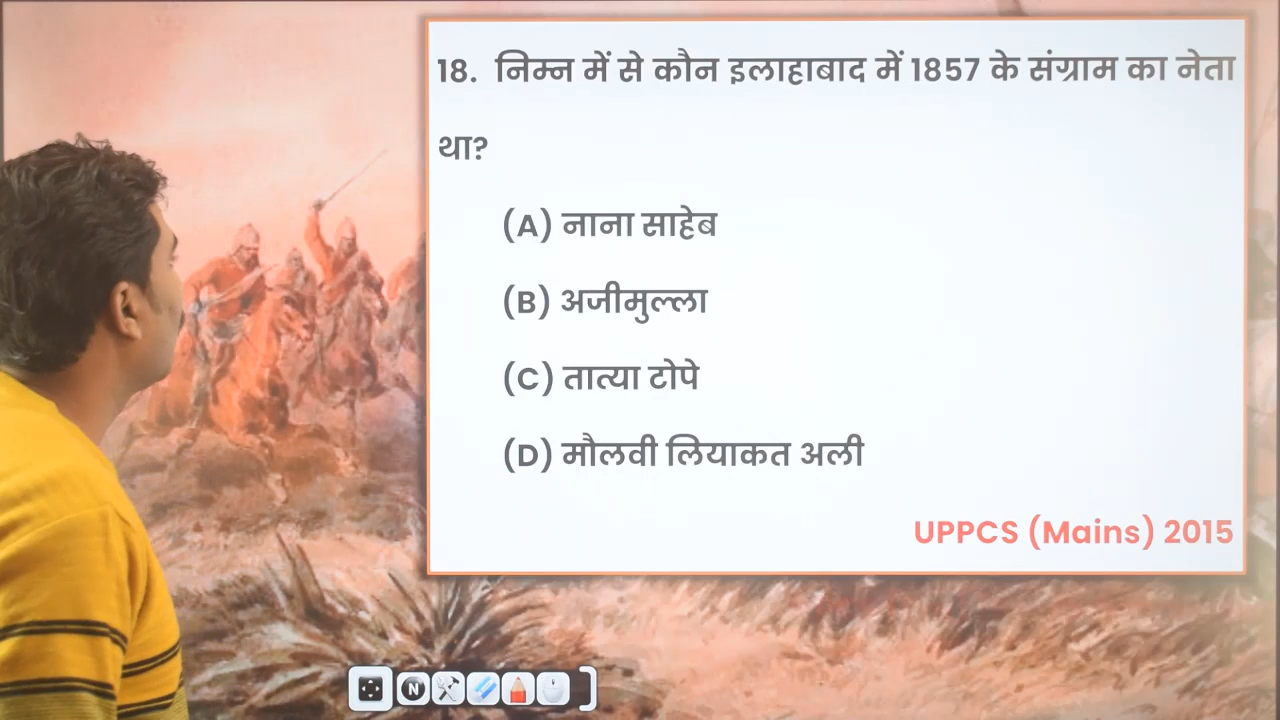 18. निम्न में से कौन इलाहाबाद में 1857 के संग्राम का नेता
था?
(A) नाना साहेब
(B) अजीमुल्ला
(C) तात्या टोपे
(D) मौलवी लियाकत अली
UPPCS (Mains) 2015
N